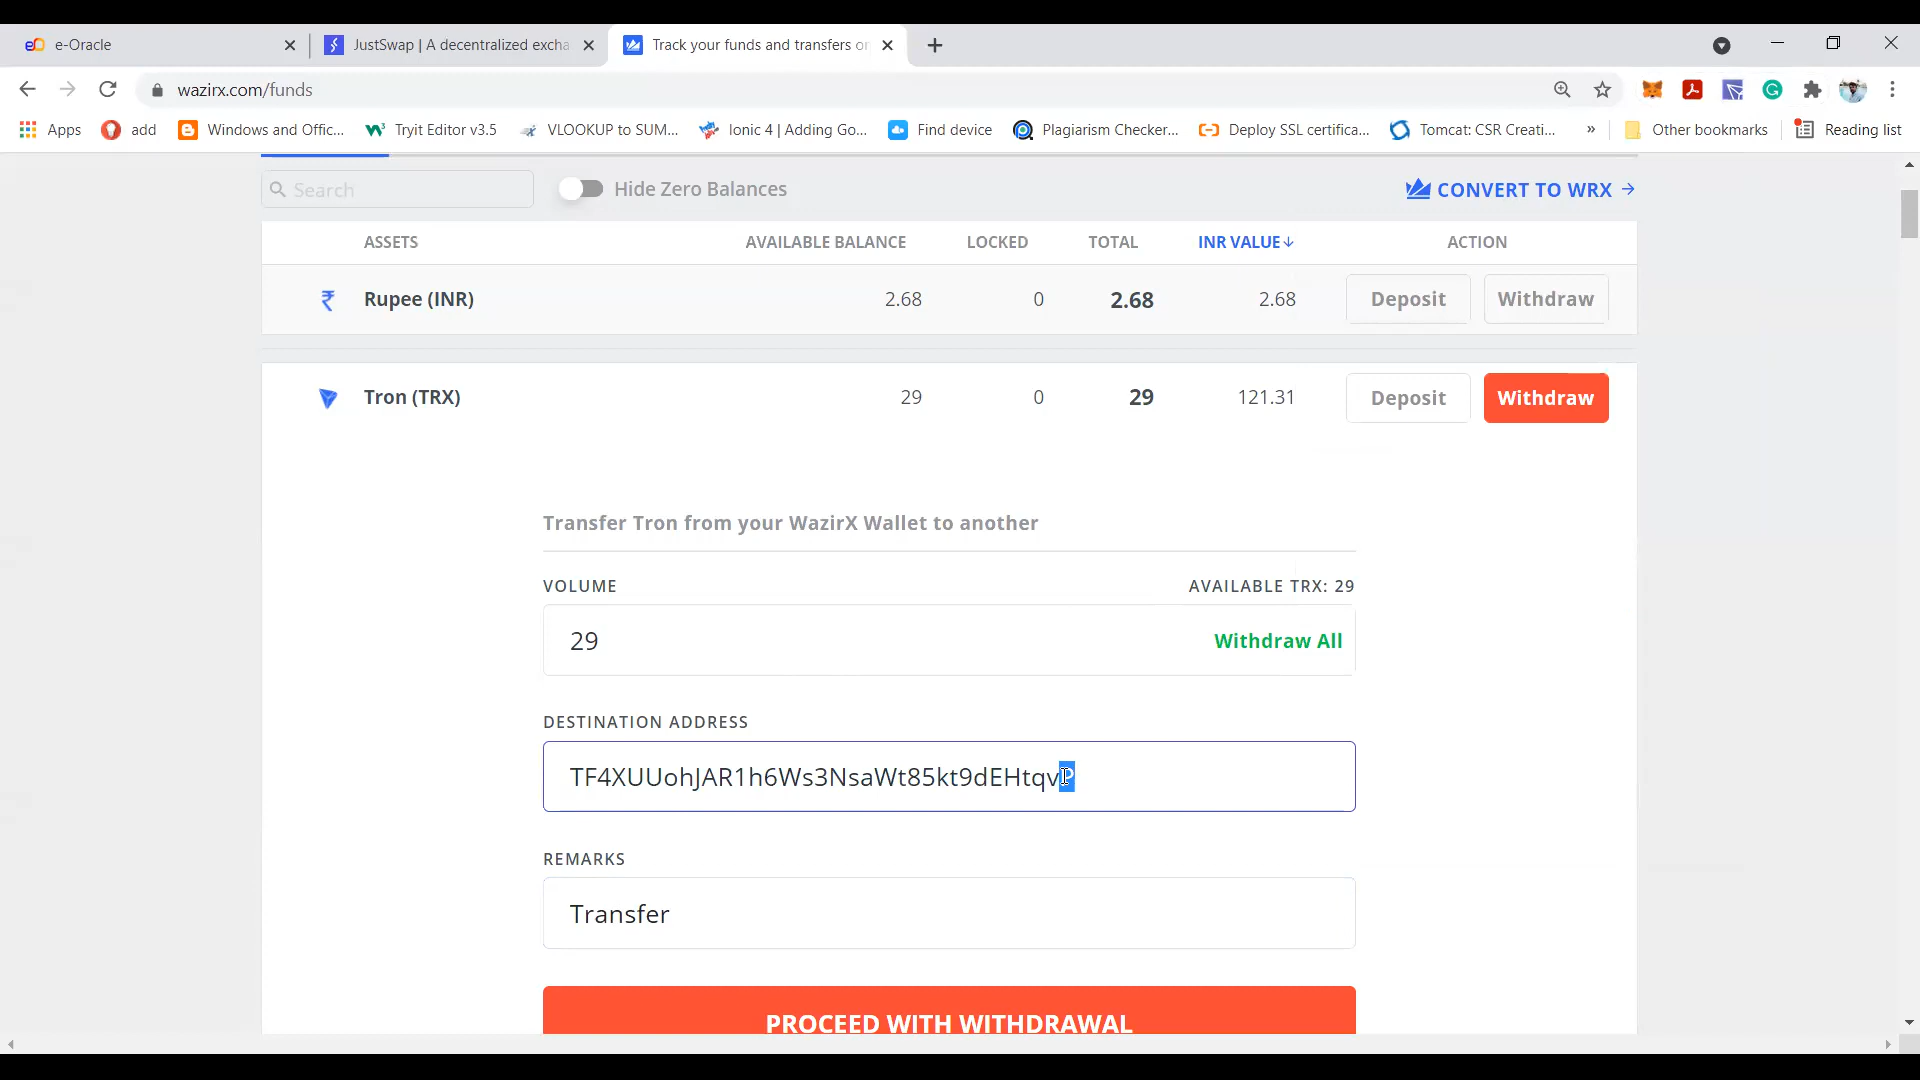 e-Oracle
JustSwap | A decentralized excha
Track your funds and transfers o
wazirx.com/funds
Apps
add
Windows and Offic...
Tryit Editor v3.5
VLOOKUP to SUM...
Ionic 4 | Adding Go...
Find device
Plagiarism Checker...
Deploy SSL certifica...
Tomcat: CSR Creati...
»
Other bookmarks
Reading list
Search
Hide Zero Balances
CONVERT TO WRX →
ASSETS AVAILABLE BALANCE LOCKED TOTAL INR VALUE↓ ACTION
₹ Rupee (INR) 2.68 0 2.68 2.68 Deposit Withdraw
Tron (TRX) 29 0 29 121.31 Deposit Withdraw
Transfer Tron from your WazirX Wallet to another
VOLUME AVAILABLE TRX: 29
29 Withdraw All
DESTINATION ADDRESS
TF4XUUohJAR1h6Ws3NsaWt85kt9dEHtqvP
REMARKS
Transfer
PROCEED WITH WITHDRAWAL